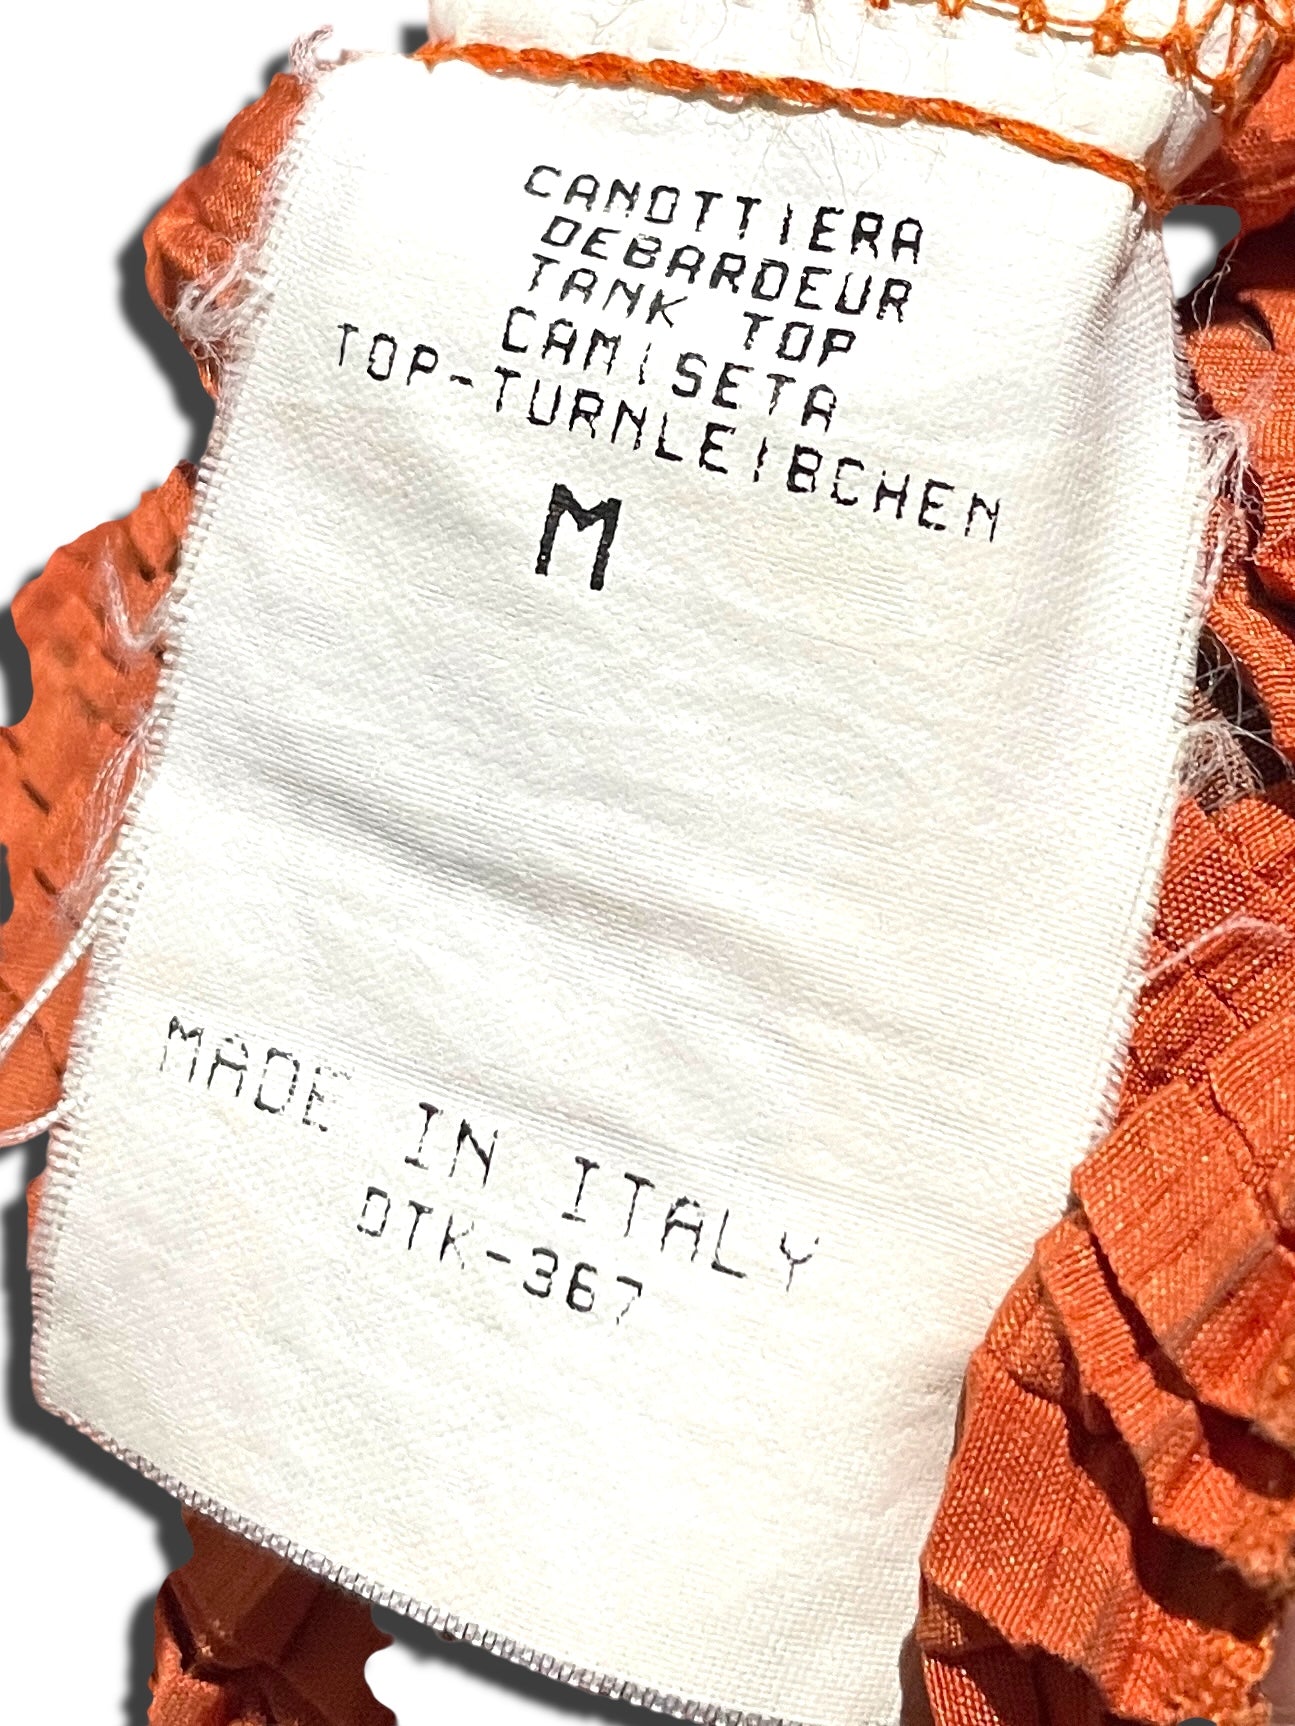 CANOTTIERA
DEBARDEUR
TANK TOP
CAMISETA
TOP-TURNLEIBCHEN
M
MADE IN ITALY
DTK-367